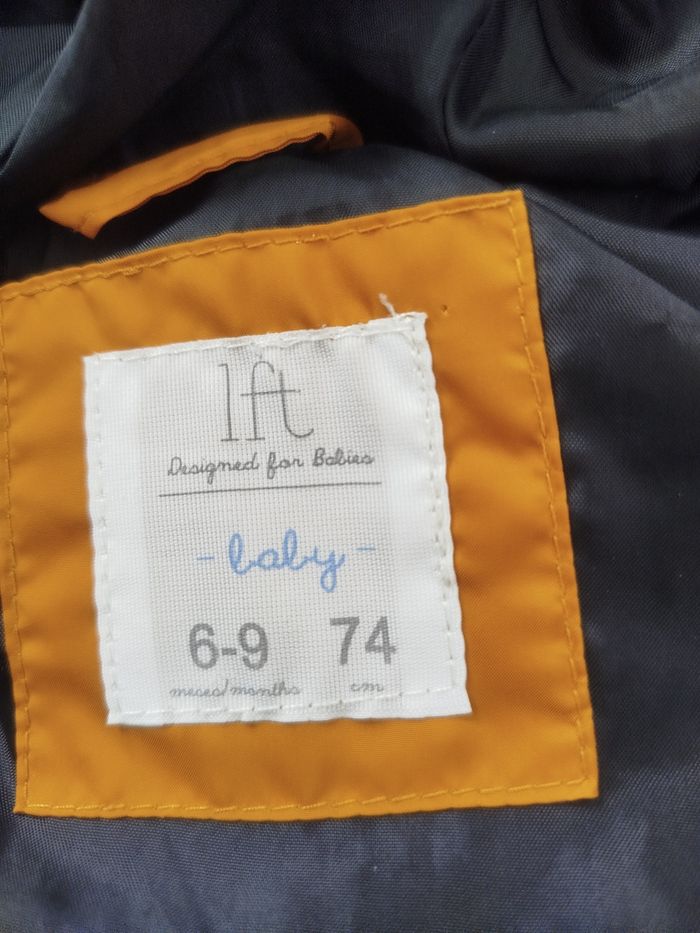 lft
Designed for Babies
- baby -
6-9 74
meses/months cm